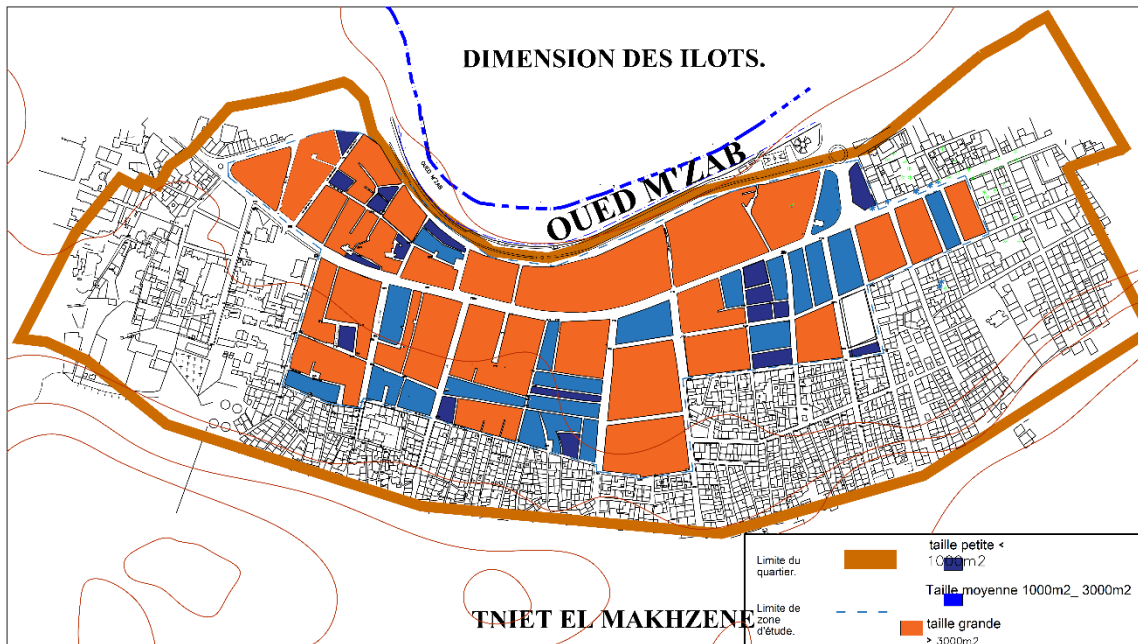 DIMENSION DES ILOTS.
OUED M'ZAB
OUED M'ZAB
TNIET EL MAKHZENE
Limite du
quartier.
taille petite <
1000m2
Taille moyenne 1000m2_ 3000m2
Limite de
zone
d'étude.
taille grande
> 3000m2